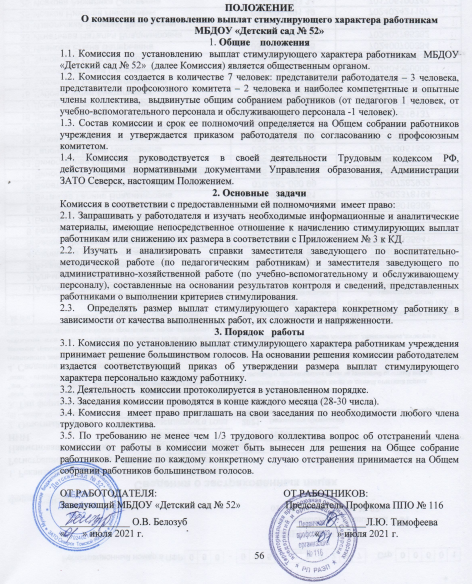 ПОЛОЖЕНИЕ
О комиссии по установлению выплат стимулирующего характера работникам
МБДОУ «Детский сад № 52»
1. Общие положения
1.1. Комиссия по установлению выплат стимулирующего характера работникам МБДОУ
«Детский сад № 52» (далее Комиссия) является общественным органом.
1.2. Комиссия создается в количестве 7 человек: представители работодателя – 3 человека,
представители профсоюзного комитета – 2 человека и наиболее компетентные и опытные
члены коллектива, выдвинутые общим собранием работников (от педагогов 1 человек, от
учебно-вспомогательного персонала и обслуживающего персонала -1 человек).
1.3. Состав комиссии и срок ее полномочий определяется на Общем собрании работников
учреждения и утверждается приказом работодателя по согласованию с профсоюзным
комитетом.
1.4. Комиссия руководствуется в своей деятельности Трудовым кодексом РФ,
действующими нормативными документами Управления образования, Администрации
ЗАТО Северск, настоящим Положением.
2. Основные задачи
Комиссия в соответствии с предоставленными ей полномочиями имеет право:
2.1. Запрашивать у работодателя и изучать необходимые информационные и аналитические
материалы, имеющие непосредственное отношение к начислению стимулирующих выплат
работникам или снижению их размера в соответствии с Приложением № 3 к КД.
2.2. Изучать и анализировать справки заместителя заведующего по воспитательно-
методической работе (по педагогическим работникам) и заместителя заведующего по
административно-хозяйственной работе (по учебно-вспомогательному и обслуживающему
персоналу), составленные на основании результатов контроля и сведений, представленных
работниками о выполнении критериев стимулирования.
2.3. Определять размер выплат стимулирующего характера конкретному работнику в
зависимости от качества выполненных работ, их сложности и напряженности.
3. Порядок работы
3.1. Комиссия по установлению выплат стимулирующего характера работникам учреждения
принимает решение большинством голосов. На основании решения комиссии работодателем
издается соответствующий приказ об утверждении размера выплат стимулирующего
характера персонально каждому работнику.
3.2. Деятельность комиссии протоколируется в установленном порядке.
3.3. Заседания комиссии проводятся в конце каждого месяца (28-30 числа).
3.4. Комиссия имеет право приглашать на свои заседания по необходимости любого члена
трудового коллектива.
3.5. По требованию не менее чем 1/3 трудового коллектива вопрос об отстранении члена
комиссии от работы в комиссии может быть вынесен для решения на Общее собрание
работников. Решение по каждому конкретному случаю отстранения принимается на Общем
собрании работников большинством голосов.
ОТ РАБОТОДАТЕЛЯ: ОТ РАБОТНИКОВ:
Заведующий МБДОУ «Детский сад № 52» Председатель Профкома ППО № 116
О.В. Белозуб Л.Ю. Тимофеева
июля 2021 г. июля 2021 г.
56